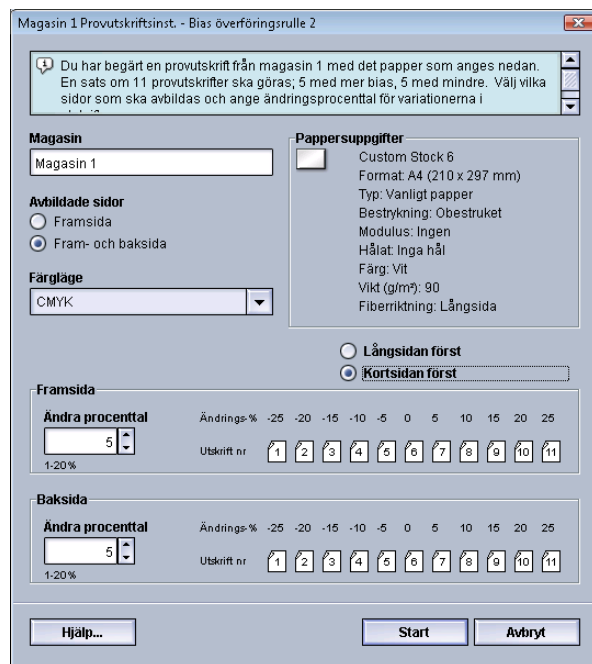 Magasin 1 Provutskriftsinst. - Bias överföringsrulle 2
Du har begärt en provutskrift från magasin 1 med det papper som anges nedan.
En sats om 11 provutskrifter ska göras; 5 med mer bias, 5 med mindre. Välj vilka
sidor som ska avbildas och ange ändringsprocenttal för variationerna i
Magasin
Magasin 1
Avbildade sidor
Framsida
Fram- och baksida
Färgläge
CMYK
Pappersuppgifter
Custom Stock 6
Format: A4 (210 x 297 mm)
Typ: Vanligt papper
Bestrykning: Obestruket
Modulus: Ingen
Hålat: Inga hål
Färg: Vit
Vikt (g/m²): 90
Fiberriktning: Långsida
Långsidan först
Kortsidan först
Framsida
Ändra procenttal
5
1-20%
Ändrings-% -25 -20 -15 -10 -5 0 5 10 15 20 25
Utskrift nr 1 2 3 4 5 6 7 8 9 10 11
Baksida
Ändra procenttal
5
1-20%
Ändrings-% -25 -20 -15 -10 -5 0 5 10 15 20 25
Utskrift nr 1 2 3 4 5 6 7 8 9 10 11
Hjälp...
Start
Avbryt